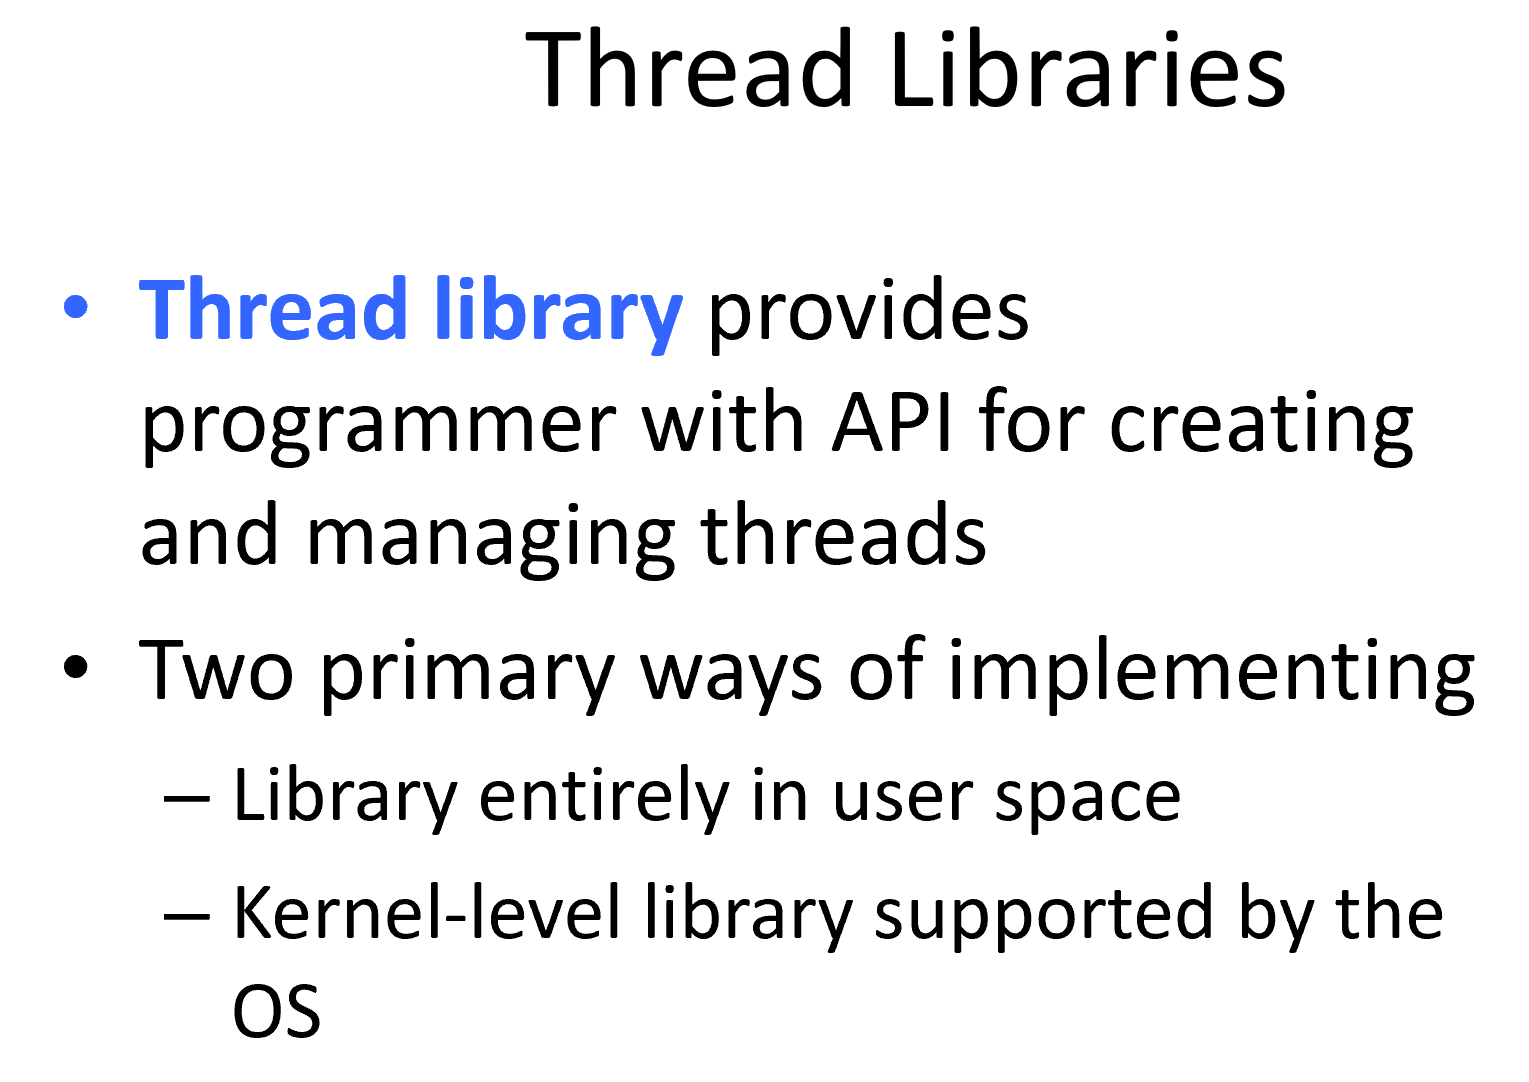 Thread Libraries
• Thread library provides
programmer with API for creating
and managing threads
• Two primary ways of implementing
– Library entirely in user space
– Kernel-level library supported by the
OS